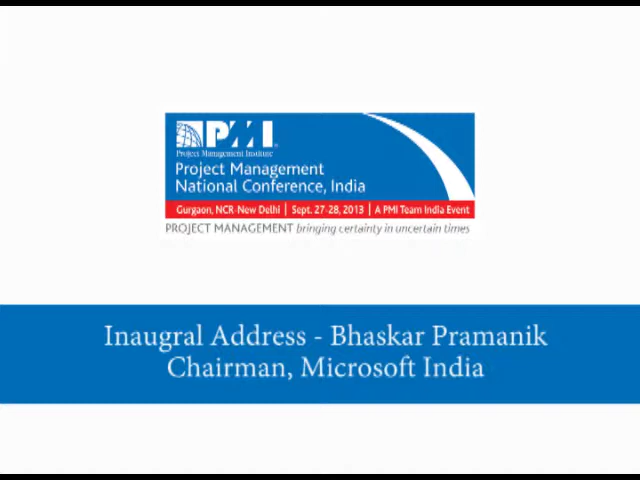 PMI
Project Management Institute
Project Management
National Conference, India
Gurgaon, NCR-New Delhi | Sept. 27-28, 2013 | A PMI Team India Event
PROJECT MANAGEMENT bringing certainty in uncertain times
Inaugral Address - Bhaskar Pramanik
Chairman, Microsoft India